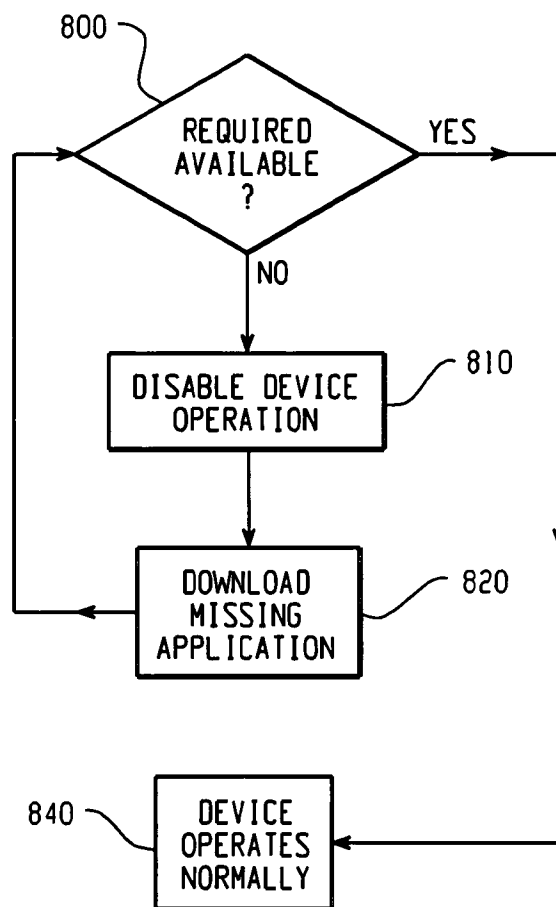 800
REQUIRED
AVAILABLE
?
YES
NO
DISABLE DEVICE
OPERATION
810
DOWNLOAD
MISSING
APPLICATION
820
DEVICE
OPERATES
NORMALLY
840